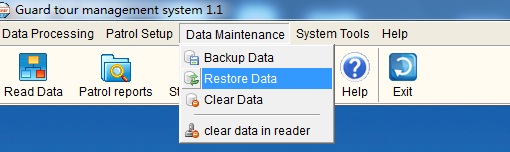 Guard tour management system 1.1
Data Processing Patrol Setup Data Maintenance System Tools Help
Backup Data
Restore Data
Clear Data
clear data in reader
Read Data Patrol reports St Help Exit